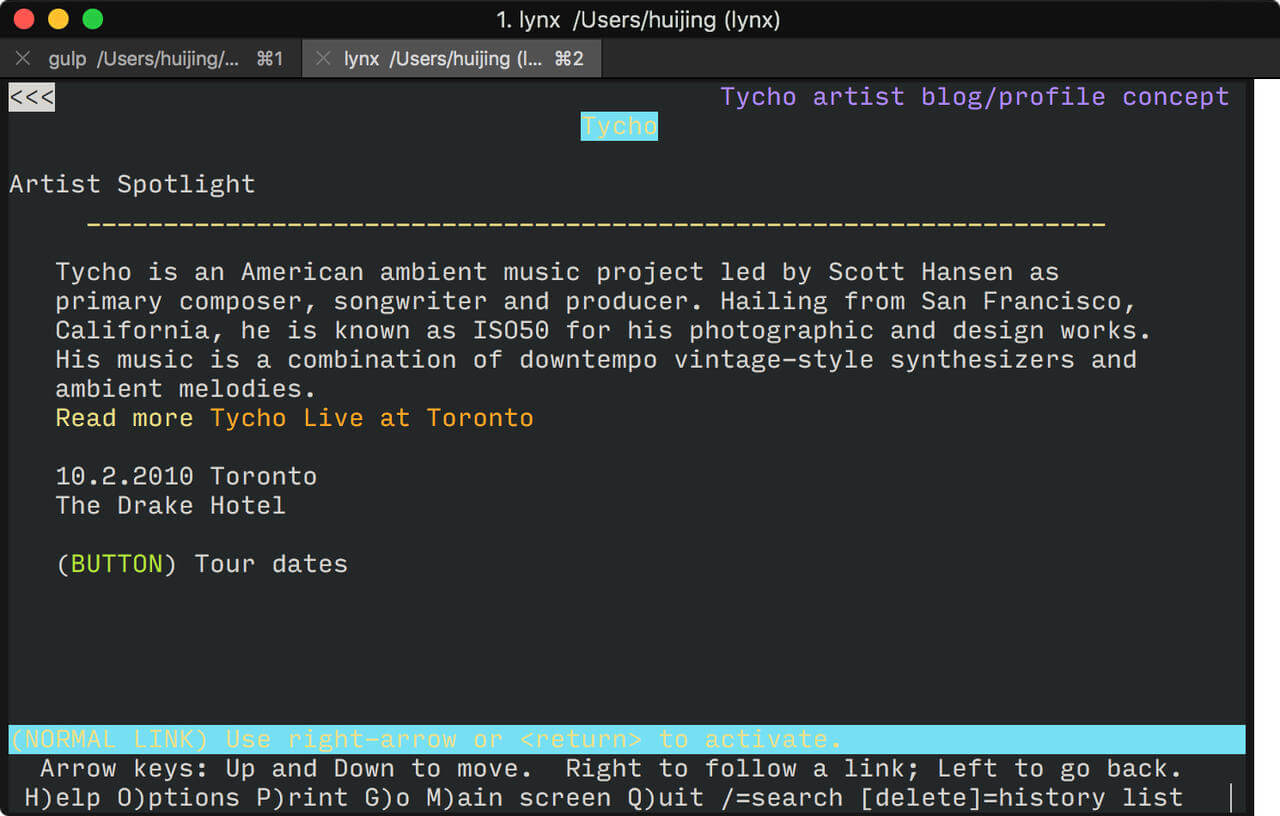 1. lynx /Users/huijing (lynx)
gulp /Users/huijing/... ⌘1 lynx /Users/huijing (l... ⌘2
<<< Tycho artist blog/profile concept
Tycho
Artist Spotlight
------------------------------------------------------------------
Tycho is an American ambient music project led by Scott Hansen as
primary composer, songwriter and producer. Hailing from San Francisco,
California, he is known as ISO50 for his photographic and design works.
His music is a combination of downtempo vintage-style synthesizers and
ambient melodies.
Read more Tycho Live at Toronto
10.2.2010 Toronto
The Drake Hotel
(BUTTON) Tour dates
(NORMAL LINK) Use right-arrow or <return> to activate.
Arrow keys: Up and Down to move. Right to follow a link; Left to go back.
H)elp O)ptions P)rint G)o M)ain screen Q)uit /=search [delete]=history list